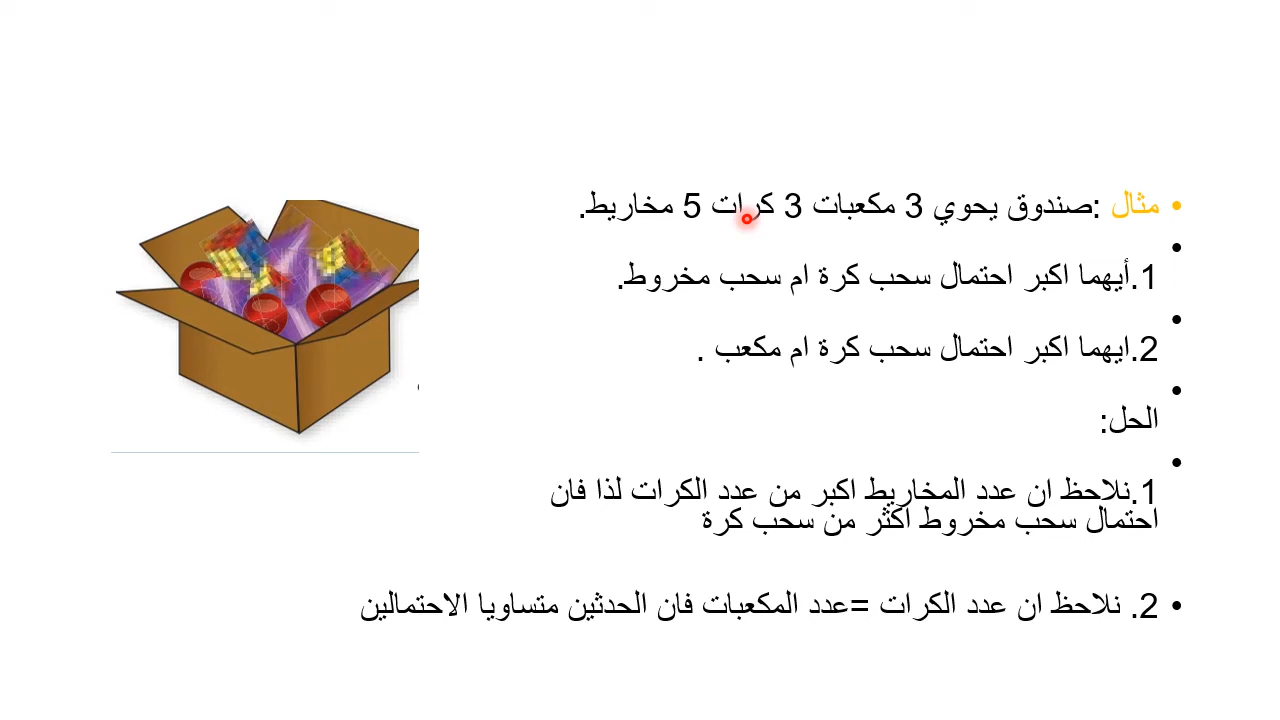 • مثال :صندوق يحوي 3 مكعبات 3 كرات 5 مخاريط.
•
1.أيهما اكبر احتمال سحب كرة ام سحب مخروط.
•
2.ايهما اكبر احتمال سحب كرة ام مكعب .
•
الحل:
•
1.نلاحظ ان عدد المخاريط اكبر من عدد الكرات لذا فان
احتمال سحب مخروط اكثر من سحب كرة
• 2. نلاحظ ان عدد الكرات =عدد المكعبات فان الحدثين متساويا الاحتمالين